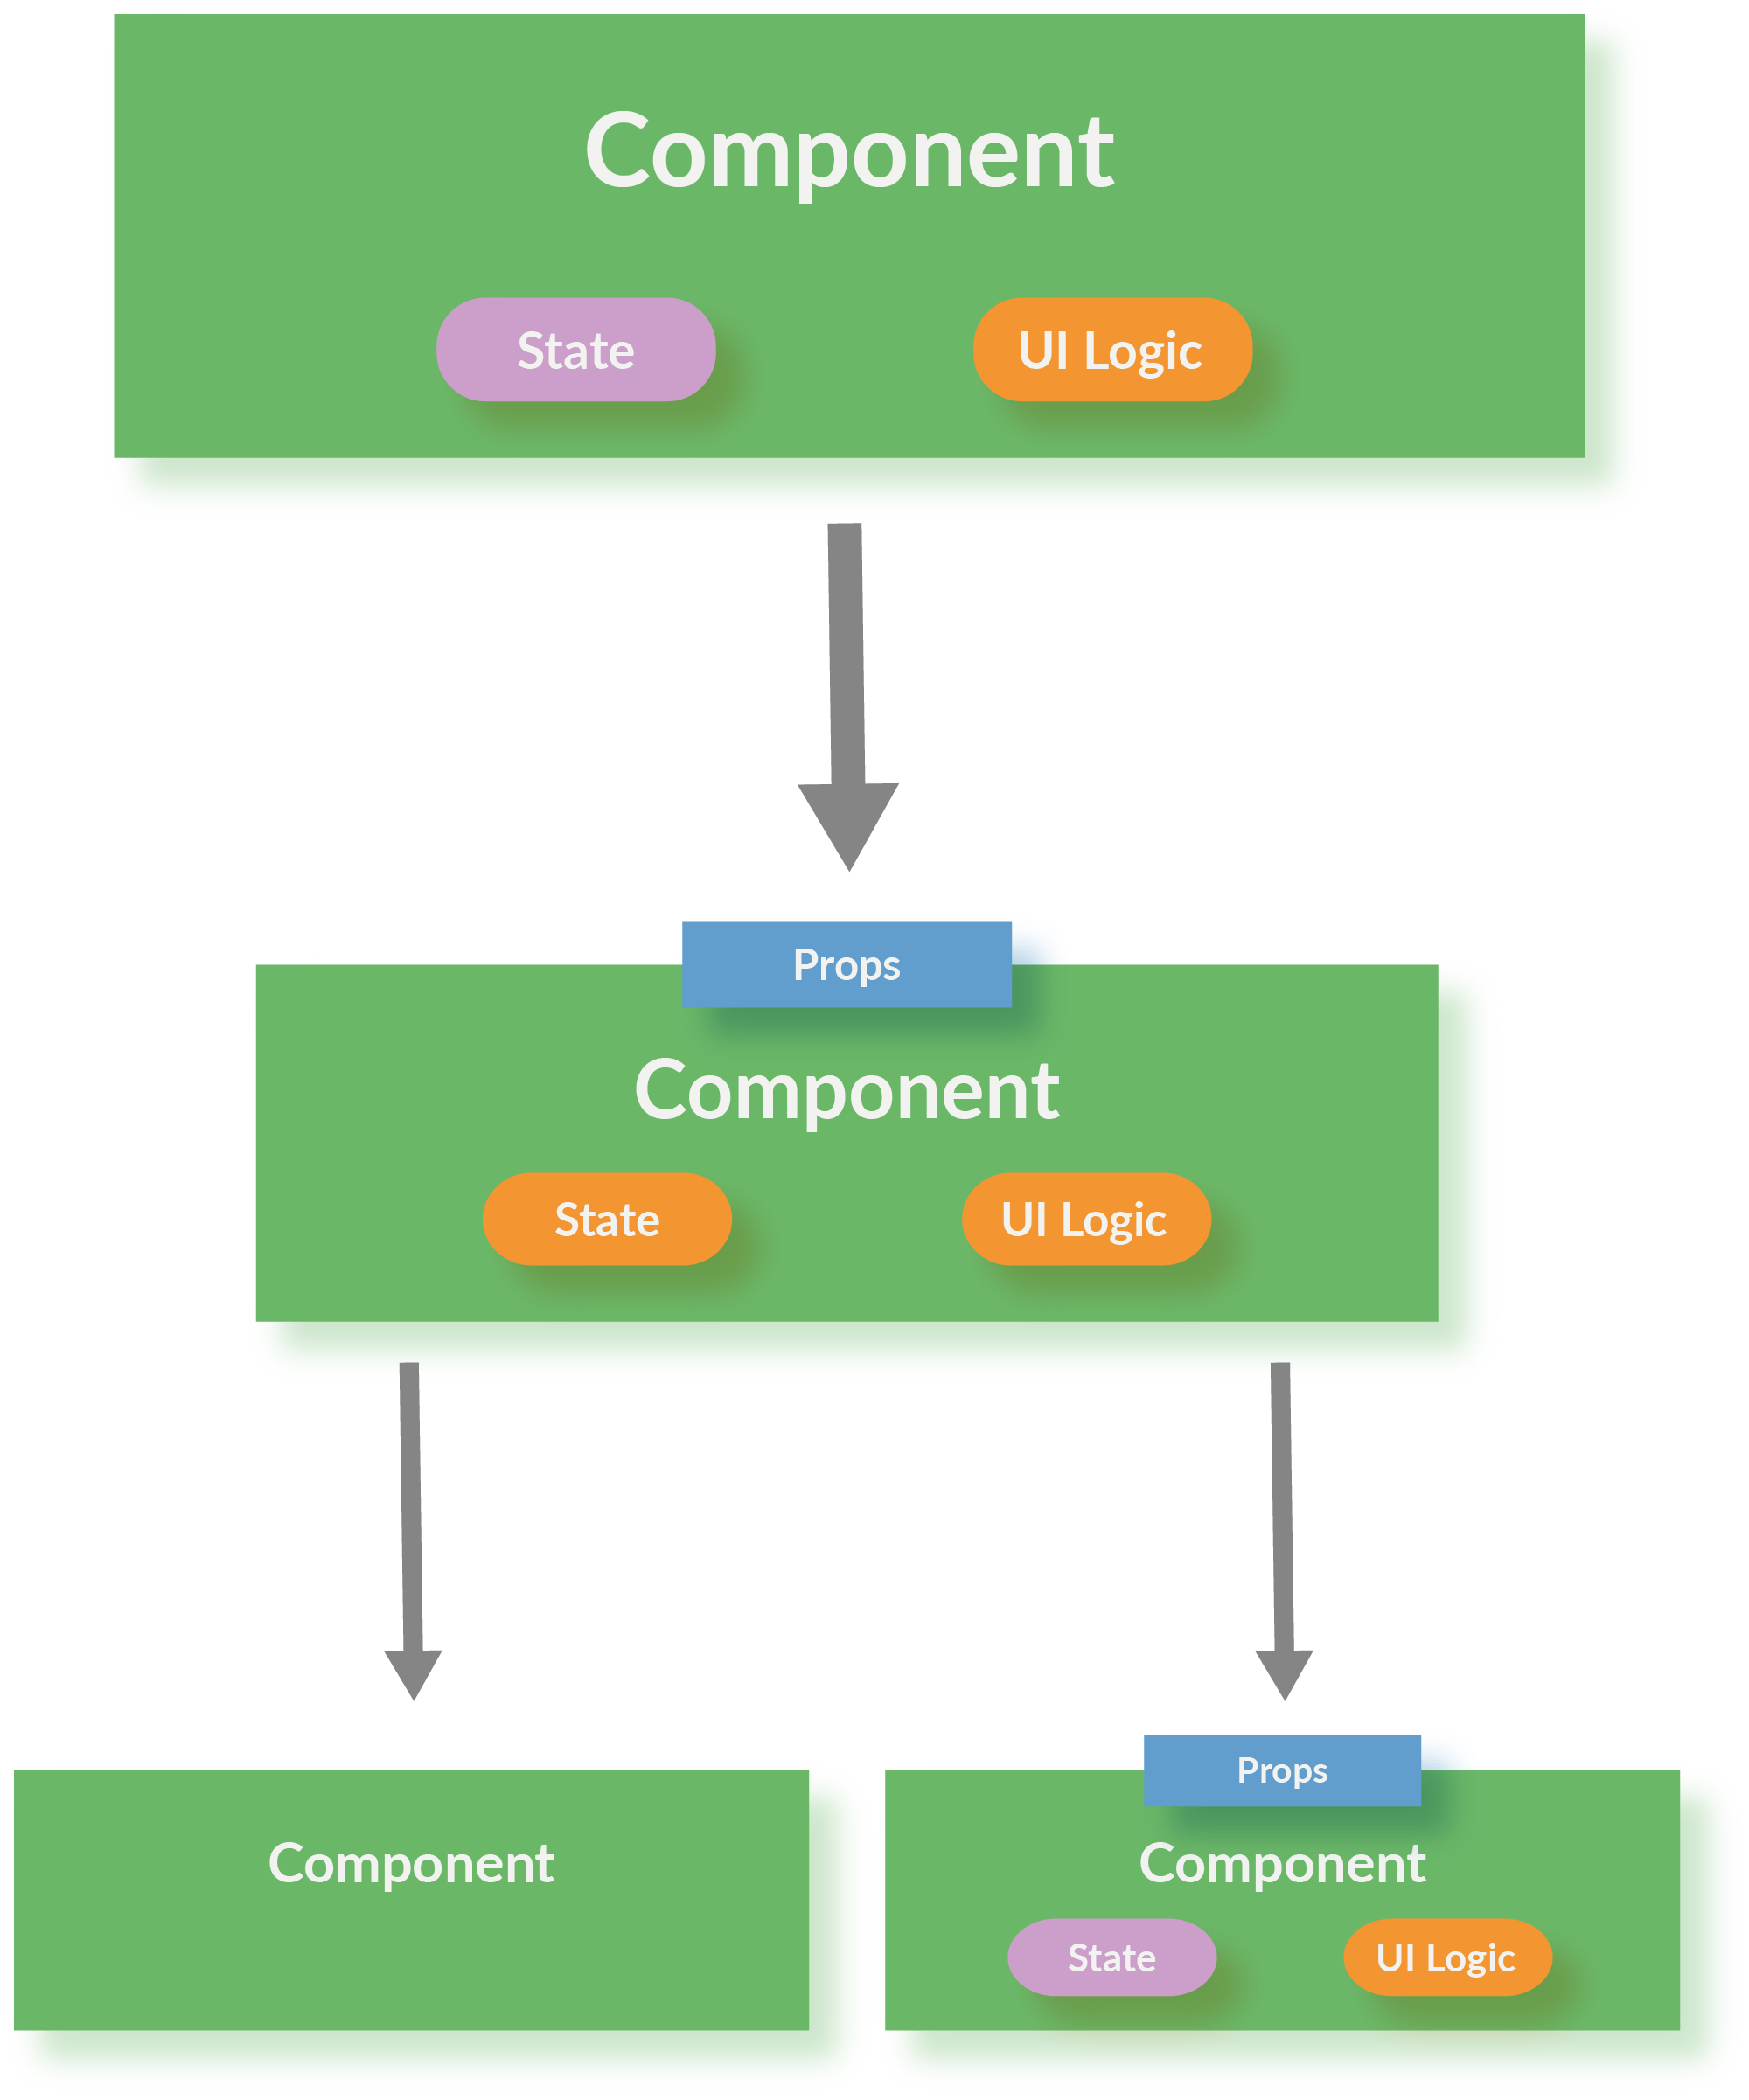 Component
State
UI Logic
Props
Component
State
UI Logic
Component
Props
Component
State
UI Logic